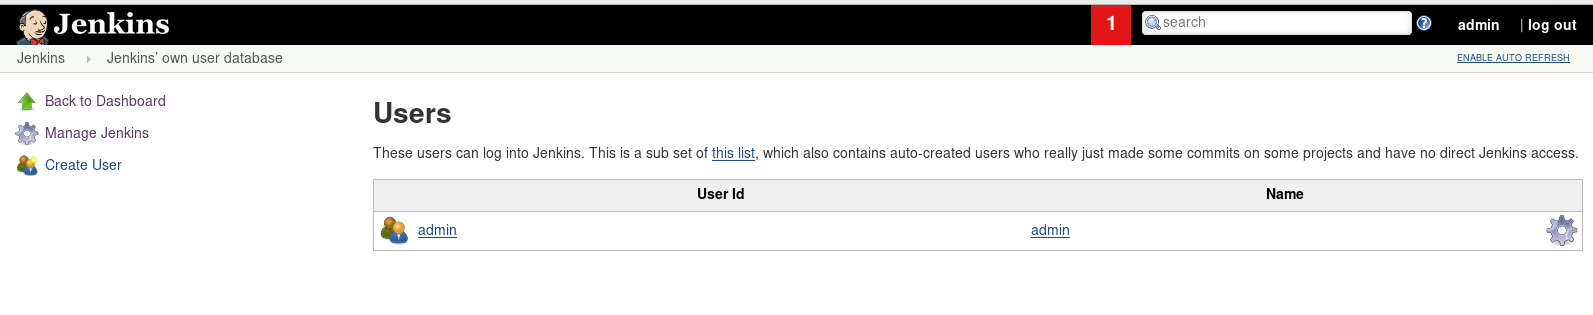 Jenkins
1
search
admin
| log out
Jenkins
Jenkins' own user database
ENABLE AUTO REFRESH
Back to Dashboard
Manage Jenkins
Create User
Users
These users can log into Jenkins. This is a sub set of this list, which also contains auto-created users who really just made some commits on some projects and have no direct Jenkins access.
User Id
Name
admin
admin